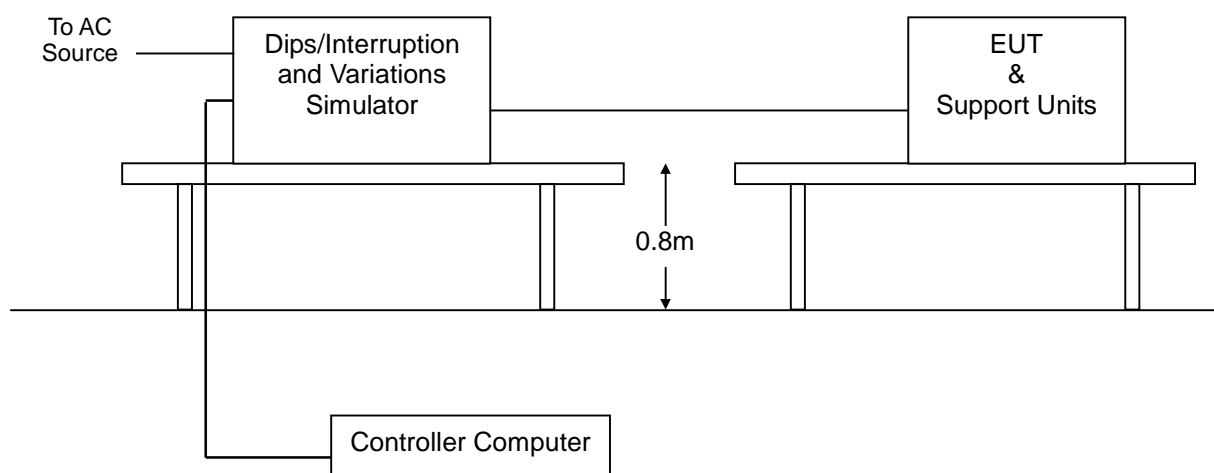 To AC
Source
Dips/Interruption
and Variations
Simulator
EUT
&
Support Units
0.8m
Controller Computer